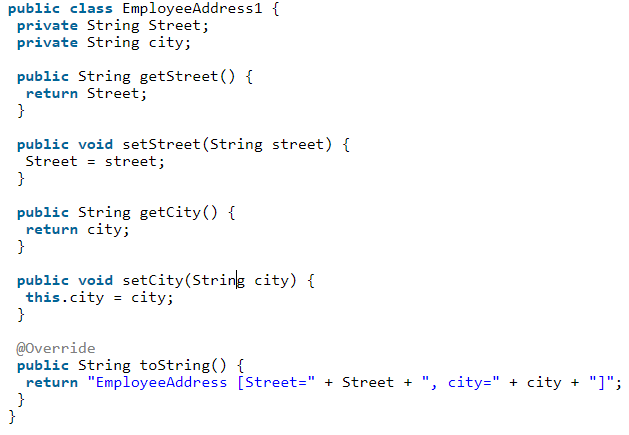 public class EmployeeAddress1 {
private String Street;
private String city;
public String getStreet() {
return Street;
}
public void setStreet(String street) {
Street = street;
}
public String getCity() {
return city;
}
public void setCity(String city) {
this.city = city;
}
@Override
public String toString() {
return "EmployeeAddress [Street=" + Street + ", city=" + city + "]";
}
}